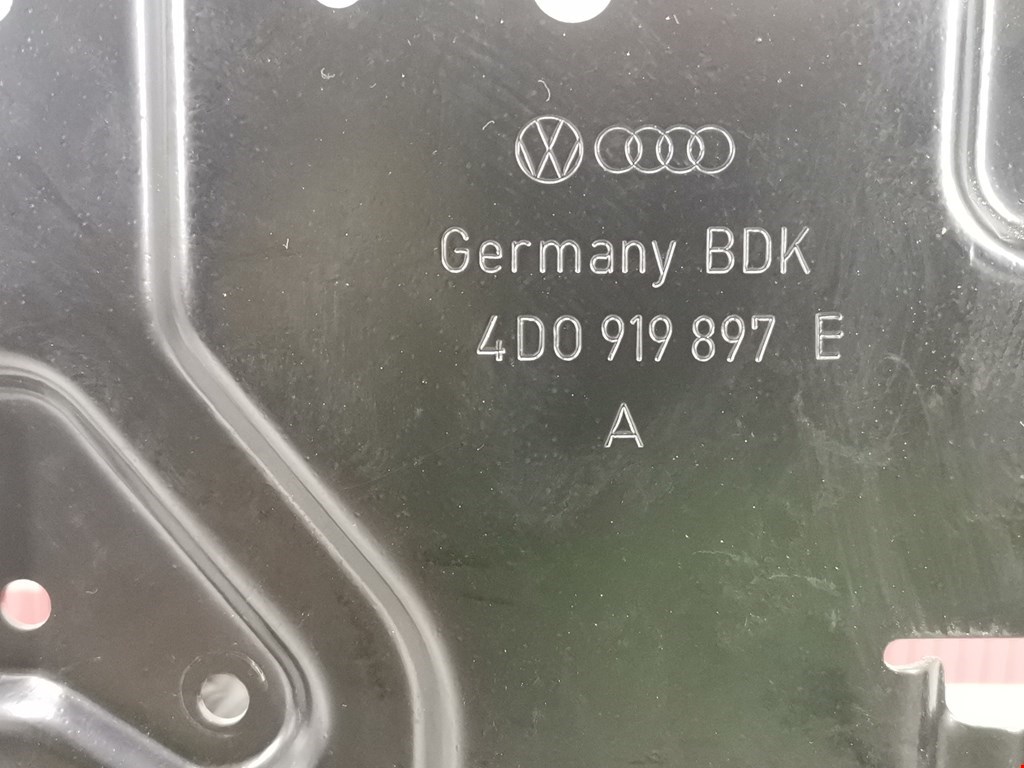 Germany BDK
4D0 919 897 E
A